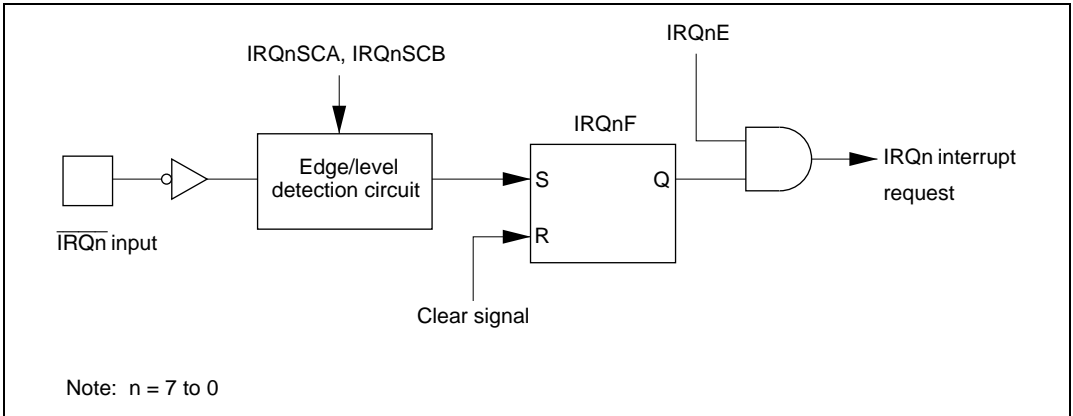 IRQnE
IRQnSCA, IRQnSCB
IRQnF
Edge/level
detection circuit
S
Q
R
IRQn interrupt
request
IRQn input
Clear signal
Note: n = 7 to 0